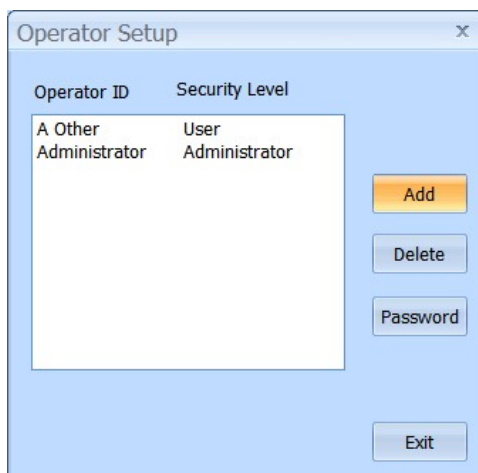 Operator Setup x
Operator ID Security Level
A Other User
Administrator Administrator
Add
Delete
Password
Exit